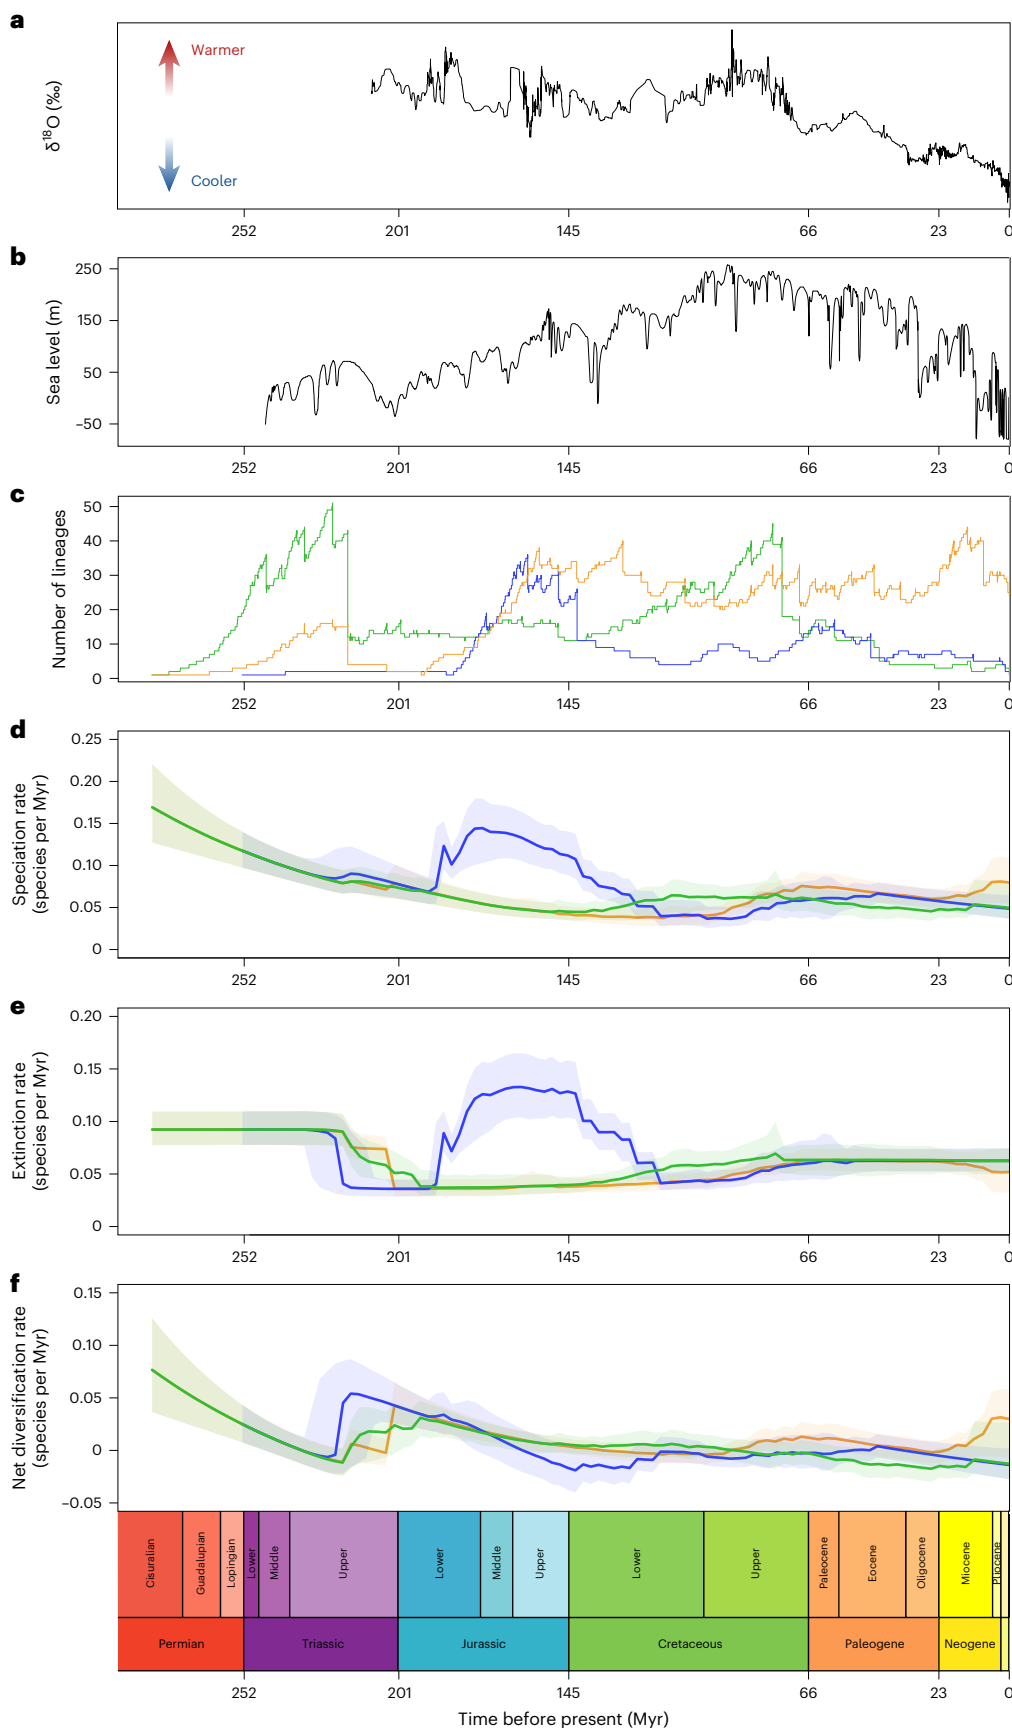 a
Warmer
Cooler
δ18O (‰)
252 201 145 66 23 0
b
250
150
50
–50
Sea level (m)
252 201 145 66 23 0
c
50
40
30
20
10
0
Number of lineages
252 201 145 66 23 0
d
0.25
0.20
0.15
0.10
0.05
0
Speciation rate
(species per Myr)
252 201 145 66 23 0
e
0.20
0.15
0.10
0.05
0
Extinction rate
(species per Myr)
252 201 145 66 23 0
f
0.15
0.10
0.05
0
–0.05
Net diversification rate
(species per Myr)
Cisuralian Guadalupian Lopingian Lower Middle Upper Lower Middle Upper Lower Upper Paleocene Eocene Oligocene Miocene Pliocene
Permian Triassic Jurassic Cretaceous Paleogene Neogene
252 201 145 66 23 0
Time before present (Myr)